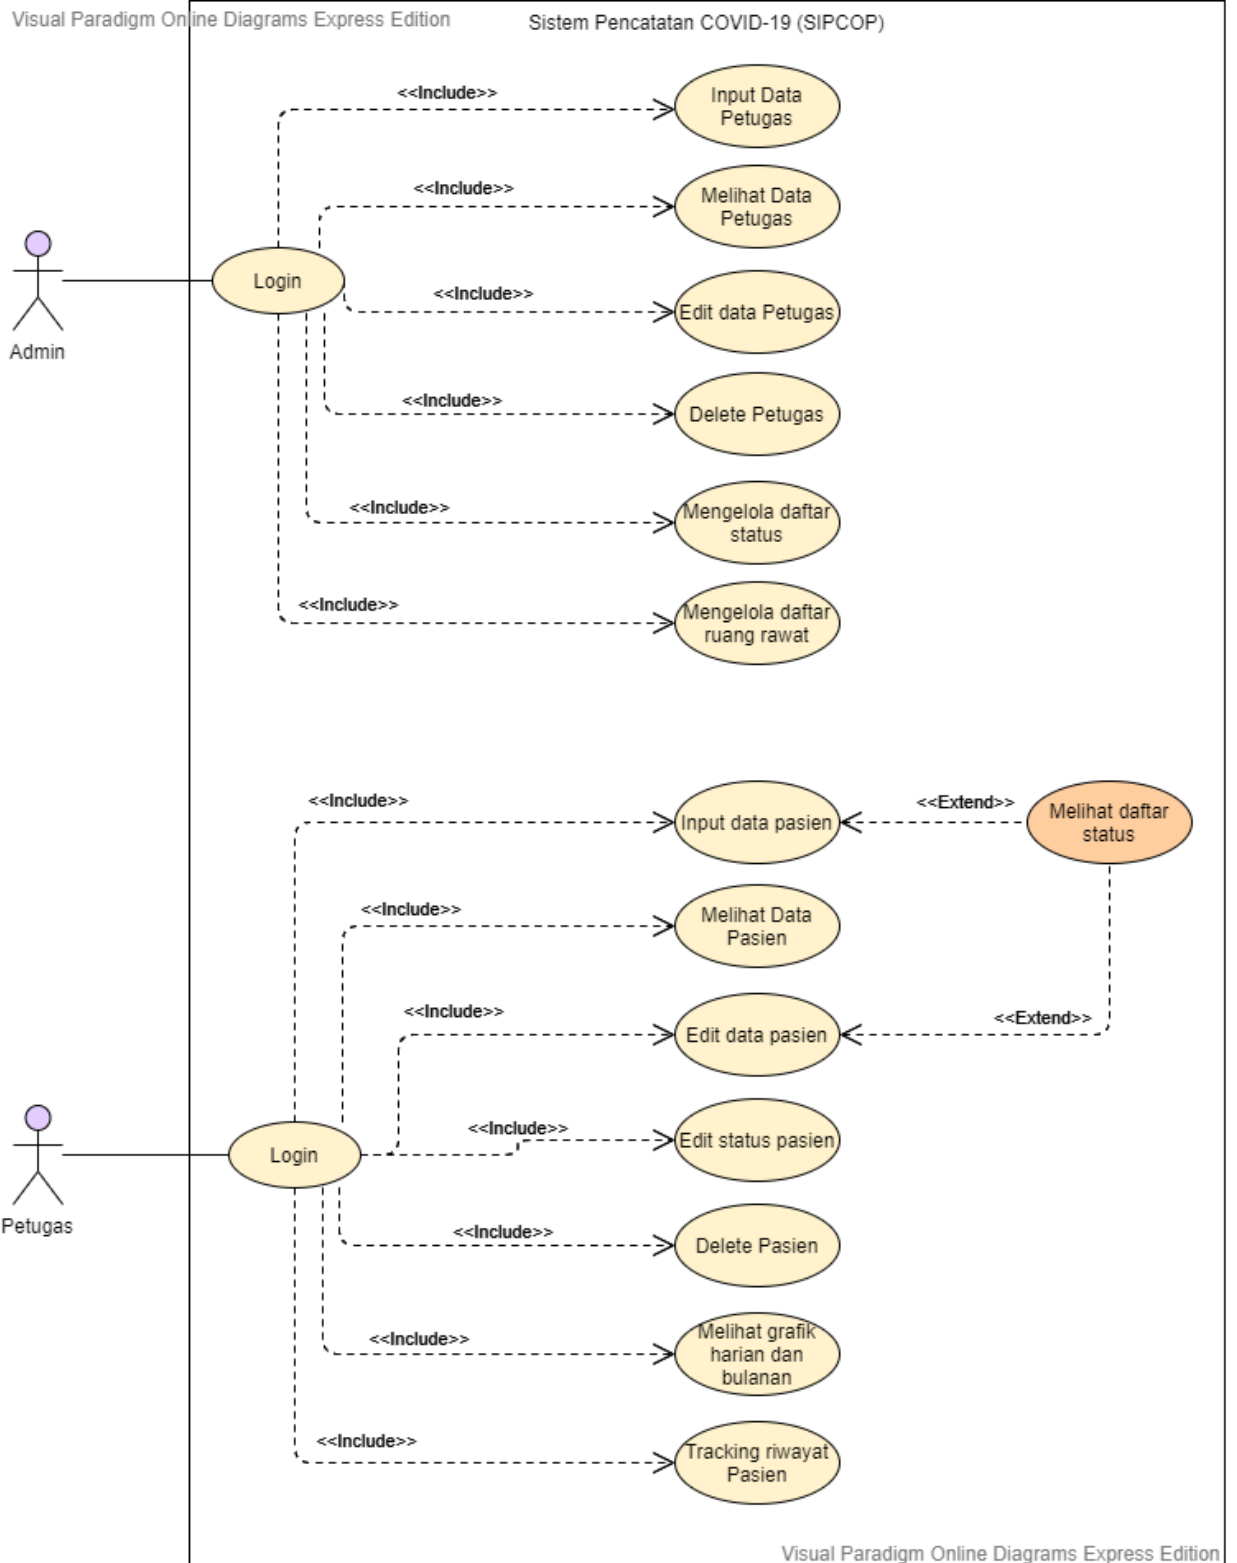 Visual Paradigm Online Diagrams Express Edition
Sistem Pencatatan COVID-19 (SIPCOP)
<<Include>>
Input Data
Petugas
<<Include>>
Melihat Data
Petugas
Admin
Login
<<Include>>
Edit data Petugas
<<Include>>
Delete Petugas
<<Include>>
Mengelola daftar
status
<<Include>>
Mengelola daftar
ruang rawat
<<Include>>
Input data pasien
<<Extend>>
Melihat daftar
status
<<Include>>
Melihat Data
Pasien
<<Include>>
Edit data pasien
<<Extend>>
Petugas
Login
<<Include>>
Edit status pasien
<<Include>>
Delete Pasien
<<Include>>
Melihat grafik
harian dan
bulanan
<<Include>>
Tracking riwayat
Pasien
Visual Paradigm Online Diagrams Express Edition